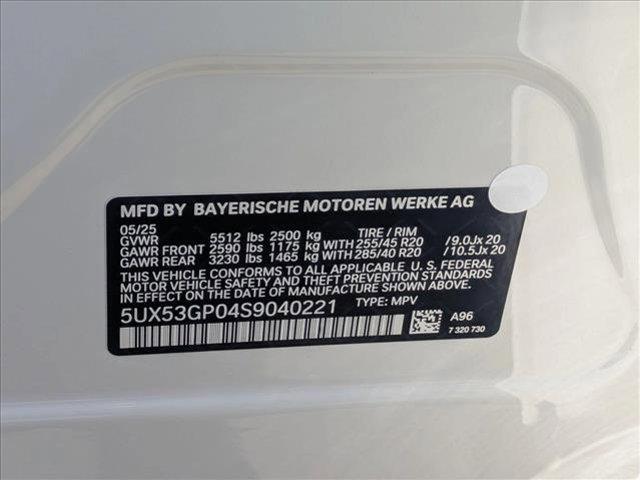 MFD BY BAYERISCHE MOTOREN WERKE AG
05/25 TIRE / RIM
GVWR 5512 lbs 2500 kg
GAWR FRONT 2590 lbs 1175 kg WITH 255/45 R20 / 9.0Jx 20
GAWR REAR 3230 lbs 1465 kg WITH 285/40 R20 / 10.5Jx 20
THIS VEHICLE CONFORMS TO ALL APPLICABLE U. S. FEDERAL
MOTOR VEHICLE SAFETY AND THEFT PREVENTION STANDARDS
IN EFFECT ON THE DATE OF MANUFACTURE SHOWN ABOVE.
5UX53GP04S9040221 TYPE: MPV
A96
7 320 730